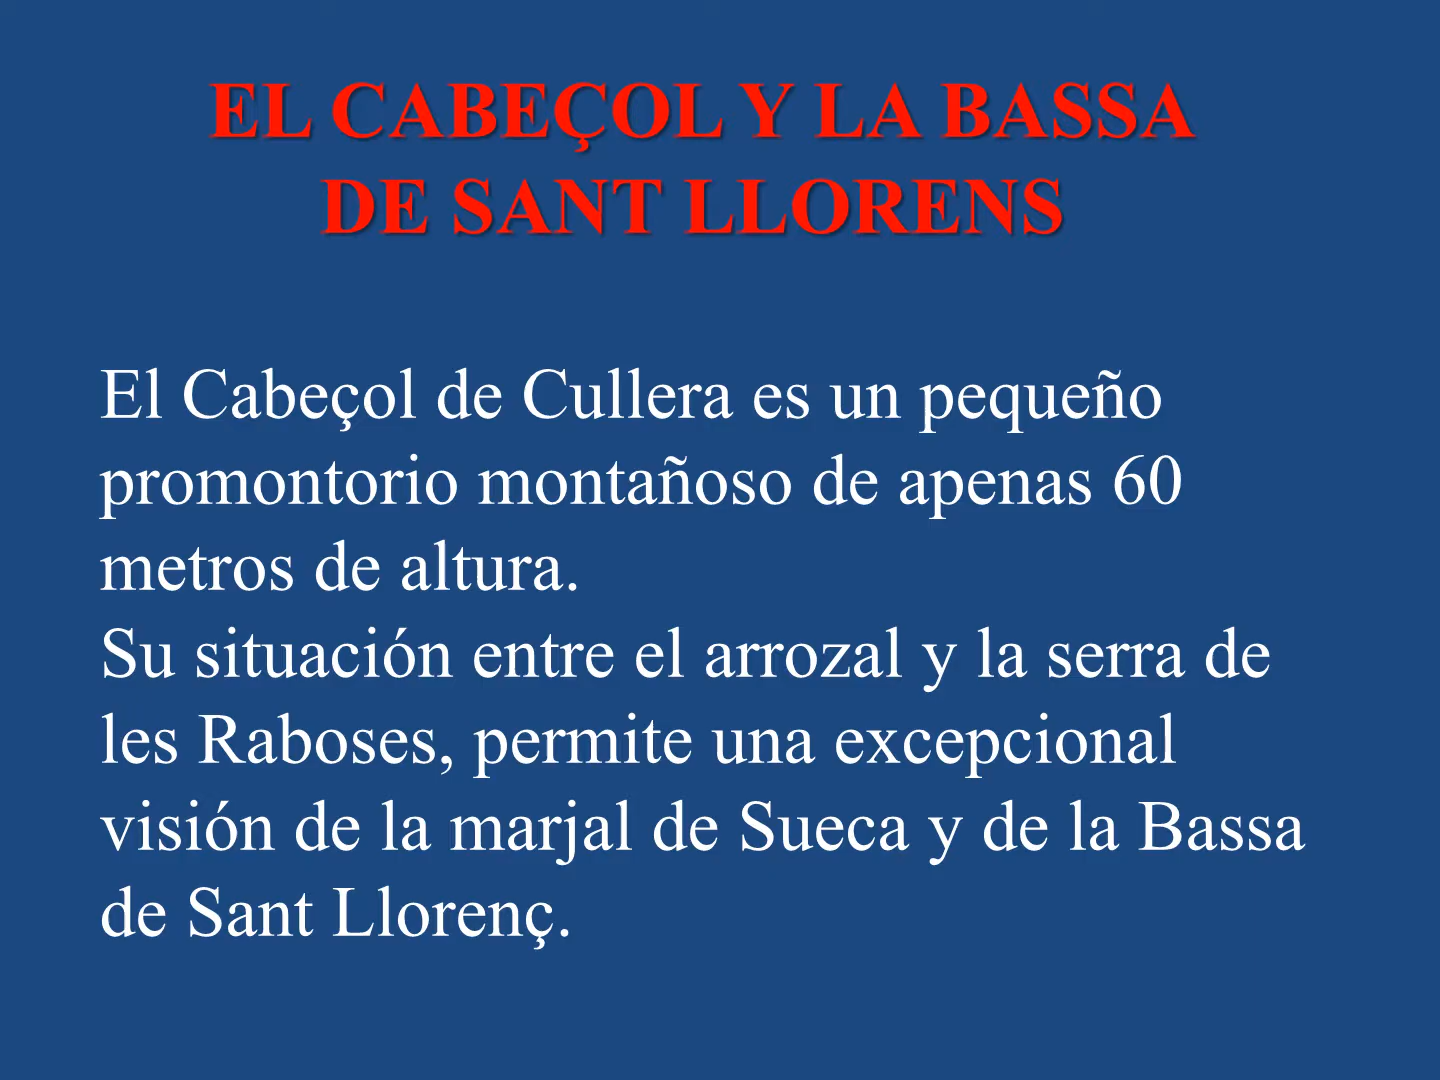 EL CABEÇOL Y LA BASSA
DE SANT LLORENS
El Cabeçol de Cullera es un pequeño
promontorio montañoso de apenas 60
metros de altura.
Su situación entre el arrozal y la serra de
les Raboses, permite una excepcional
visión de la marjal de Sueca y de la Bassa
de Sant Llorenç.